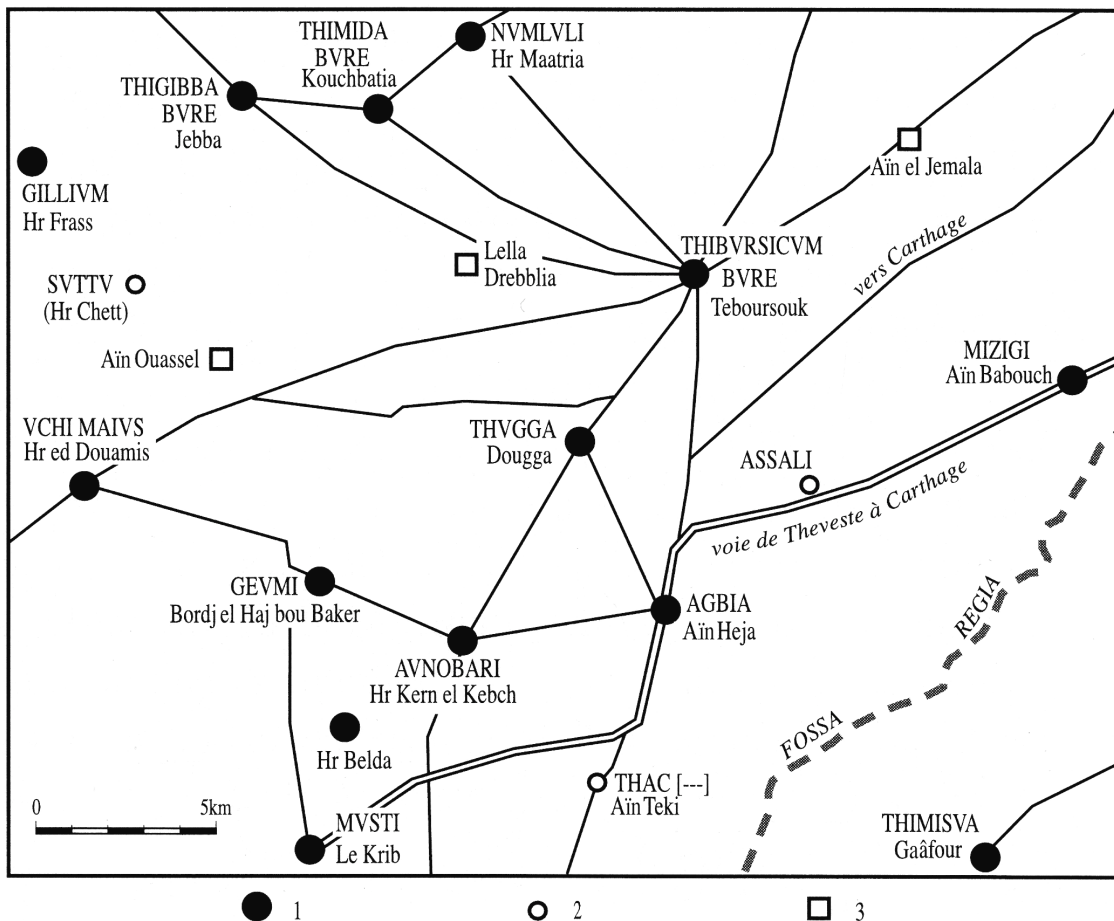 THIMIDA
BVRE
Kouchbatia
NVMLVLI
Hr Maatria
THIGIBBA
BVRE
Jebba
Aïn el Jemala
GILLIVM
Hr Frass
Lella
Drebblia
THIBVRSICVM
BVRE
Teboursouk
vers Carthage
SVTTV
(Hr Chett)
Aïn Ouassel
MIZIGI
Aïn Babouch
VCHI MAIVS
Hr ed Douamis
THVGGA
Dougga
ASSALI
voie de Theveste à Carthage
GEVMI
Bordj el Haj bou Baker
AGBIA
Aïn Heja
REGIA
AVNOBARI
Hr Kern el Kebch
FOSSA
Hr Belda
THAC [---]
Aïn Teki
0 5km
MVSTI
Le Krib
THIMISVA
Gaâfour
1 2 3